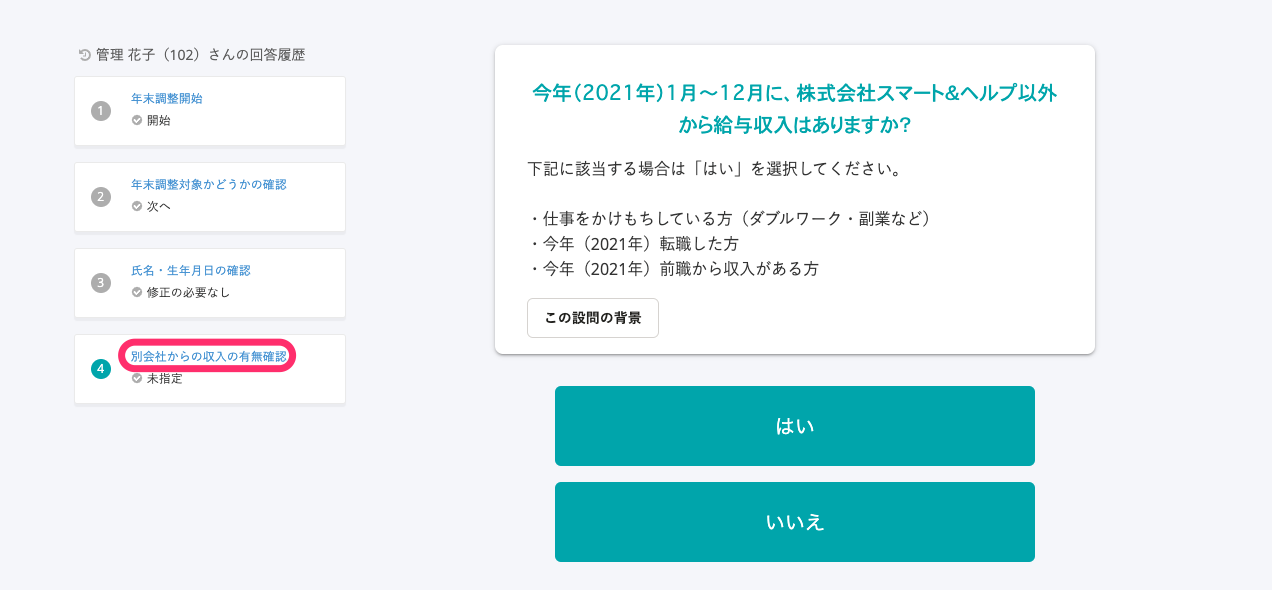 管理 花子（102）さんの回答履歴
1
年末調整開始
開始
2
年末調整対象かどうかの確認
次へ
3
氏名・生年月日の確認
修正の必要なし
4
別会社からの収入の有無確認
未指定
今年(2021年)1月〜12月に、株式会社スマート&ヘルプ以外
から給与収入はありますか?
下記に該当する場合は「はい」を選択してください。
・仕事をかけもちしている方（ダブルワーク・副業など）
・今年（2021年）転職した方
・今年（2021年）前職から収入がある方
この設問の背景
はい
いいえ